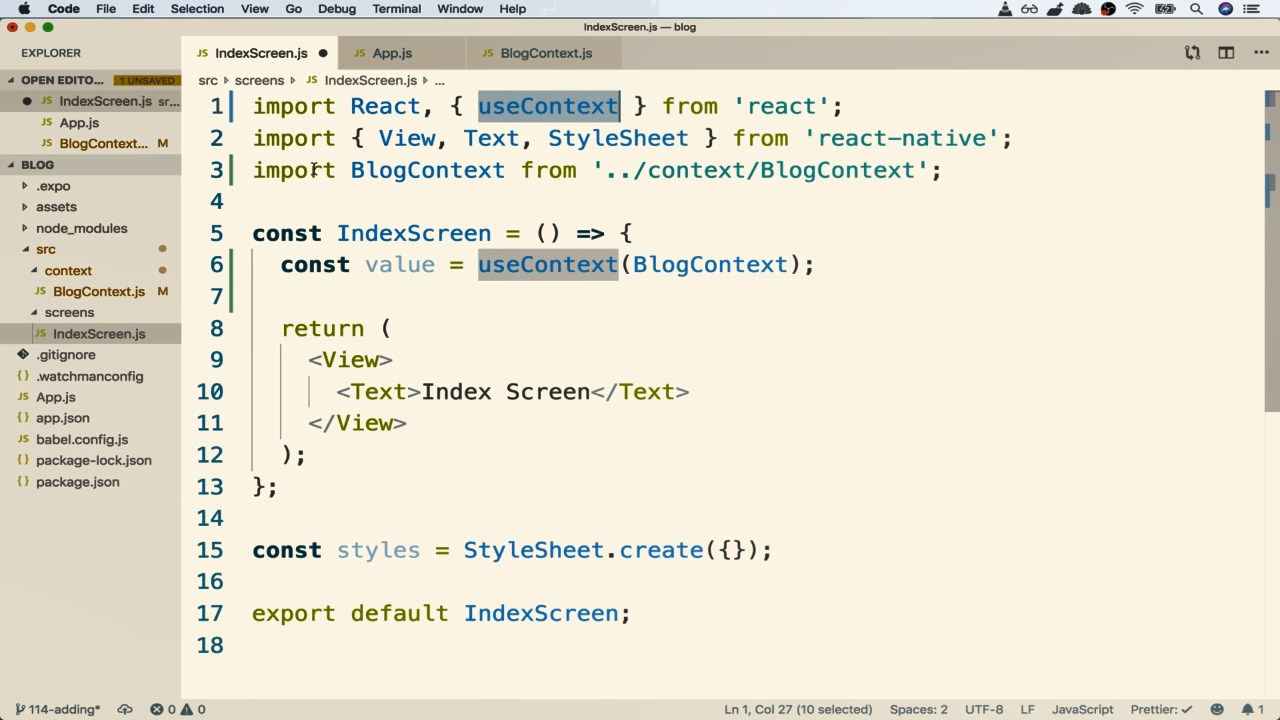 Code File Edit Selection View Go Debug Terminal Window Help
IndexScreen.js — blog
EXPLORER
OPEN EDITO... 1 UNSAVED
IndexScreen.js sr...
App.js
BlogContext... M
BLOG
.expo
assets
node_modules
src
context
JS BlogContext.js M
screens
JS IndexScreen.js
.gitignore
{} .watchmanconfig
JS App.js
{} app.json
JS babel.config.js
{} package-lock.json
{} package.json
JS IndexScreen.js JS App.js JS BlogContext.js
src screens JS IndexScreen.js ...
1 import React, { useContext } from 'react';
2 import { View, Text, StyleSheet } from 'react-native';
3 import BlogContext from '../context/BlogContext';
4
5 const IndexScreen = () => {
6 const value = useContext(BlogContext);
7
8 return (
9 <View>
10 <Text>Index Screen</Text>
11 </View>
12 );
13 };
14
15 const styles = StyleSheet.create({});
16
17 export default IndexScreen;
18
114-adding* 0 0 Ln 1, Col 27 (10 selected) Spaces: 2 UTF-8 LF JavaScript Prettier: ✓ 1